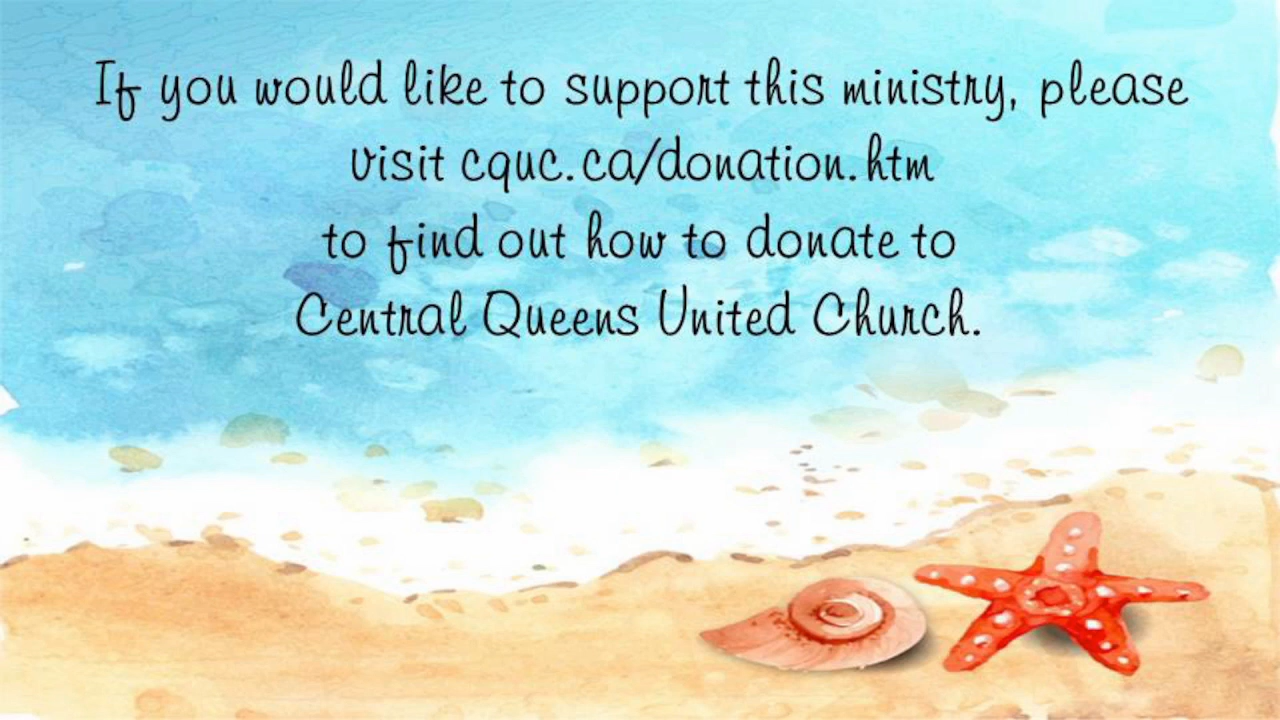 If you would like to support this ministry, please
visit cquc.ca/donation.htm
to find out how to donate to
Central Queens United Church.